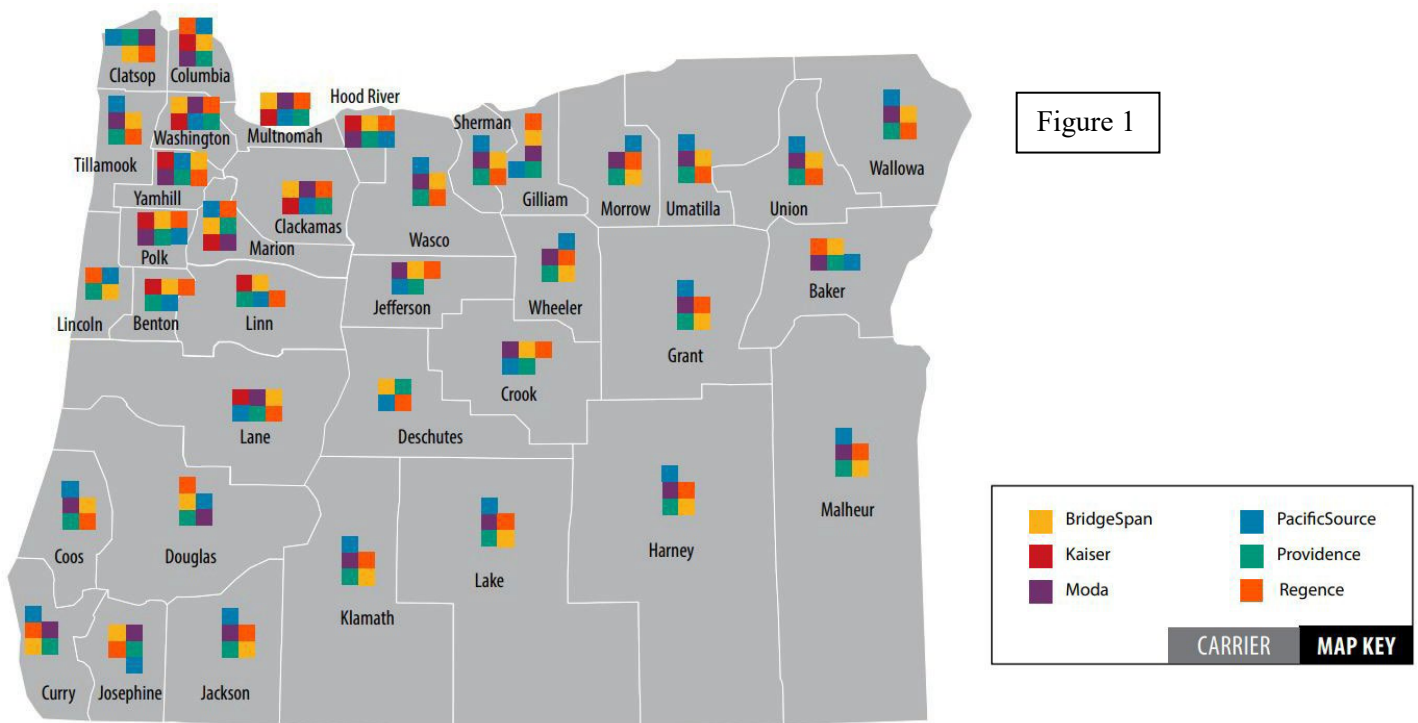 Clatsop
Columbia
Hood River
Multnomah
Washington
Tillamook
Sherman
Figure 1
Wallowa
Yamhill
Gilliam
Morrow
Umatilla
Union
Clackamas
Marion
Wasco
Polk
Baker
Jefferson
Wheeler
Lincoln
Benton
Linn
Grant
Crook
Lane
Deschutes
Malheur
BridgeSpan
PacificSource
Kaiser
Providence
Moda
Regence
CARRIER
MAP KEY
Coos
Douglas
Harney
Lake
Klamath
Curry
Josephine
Jackson